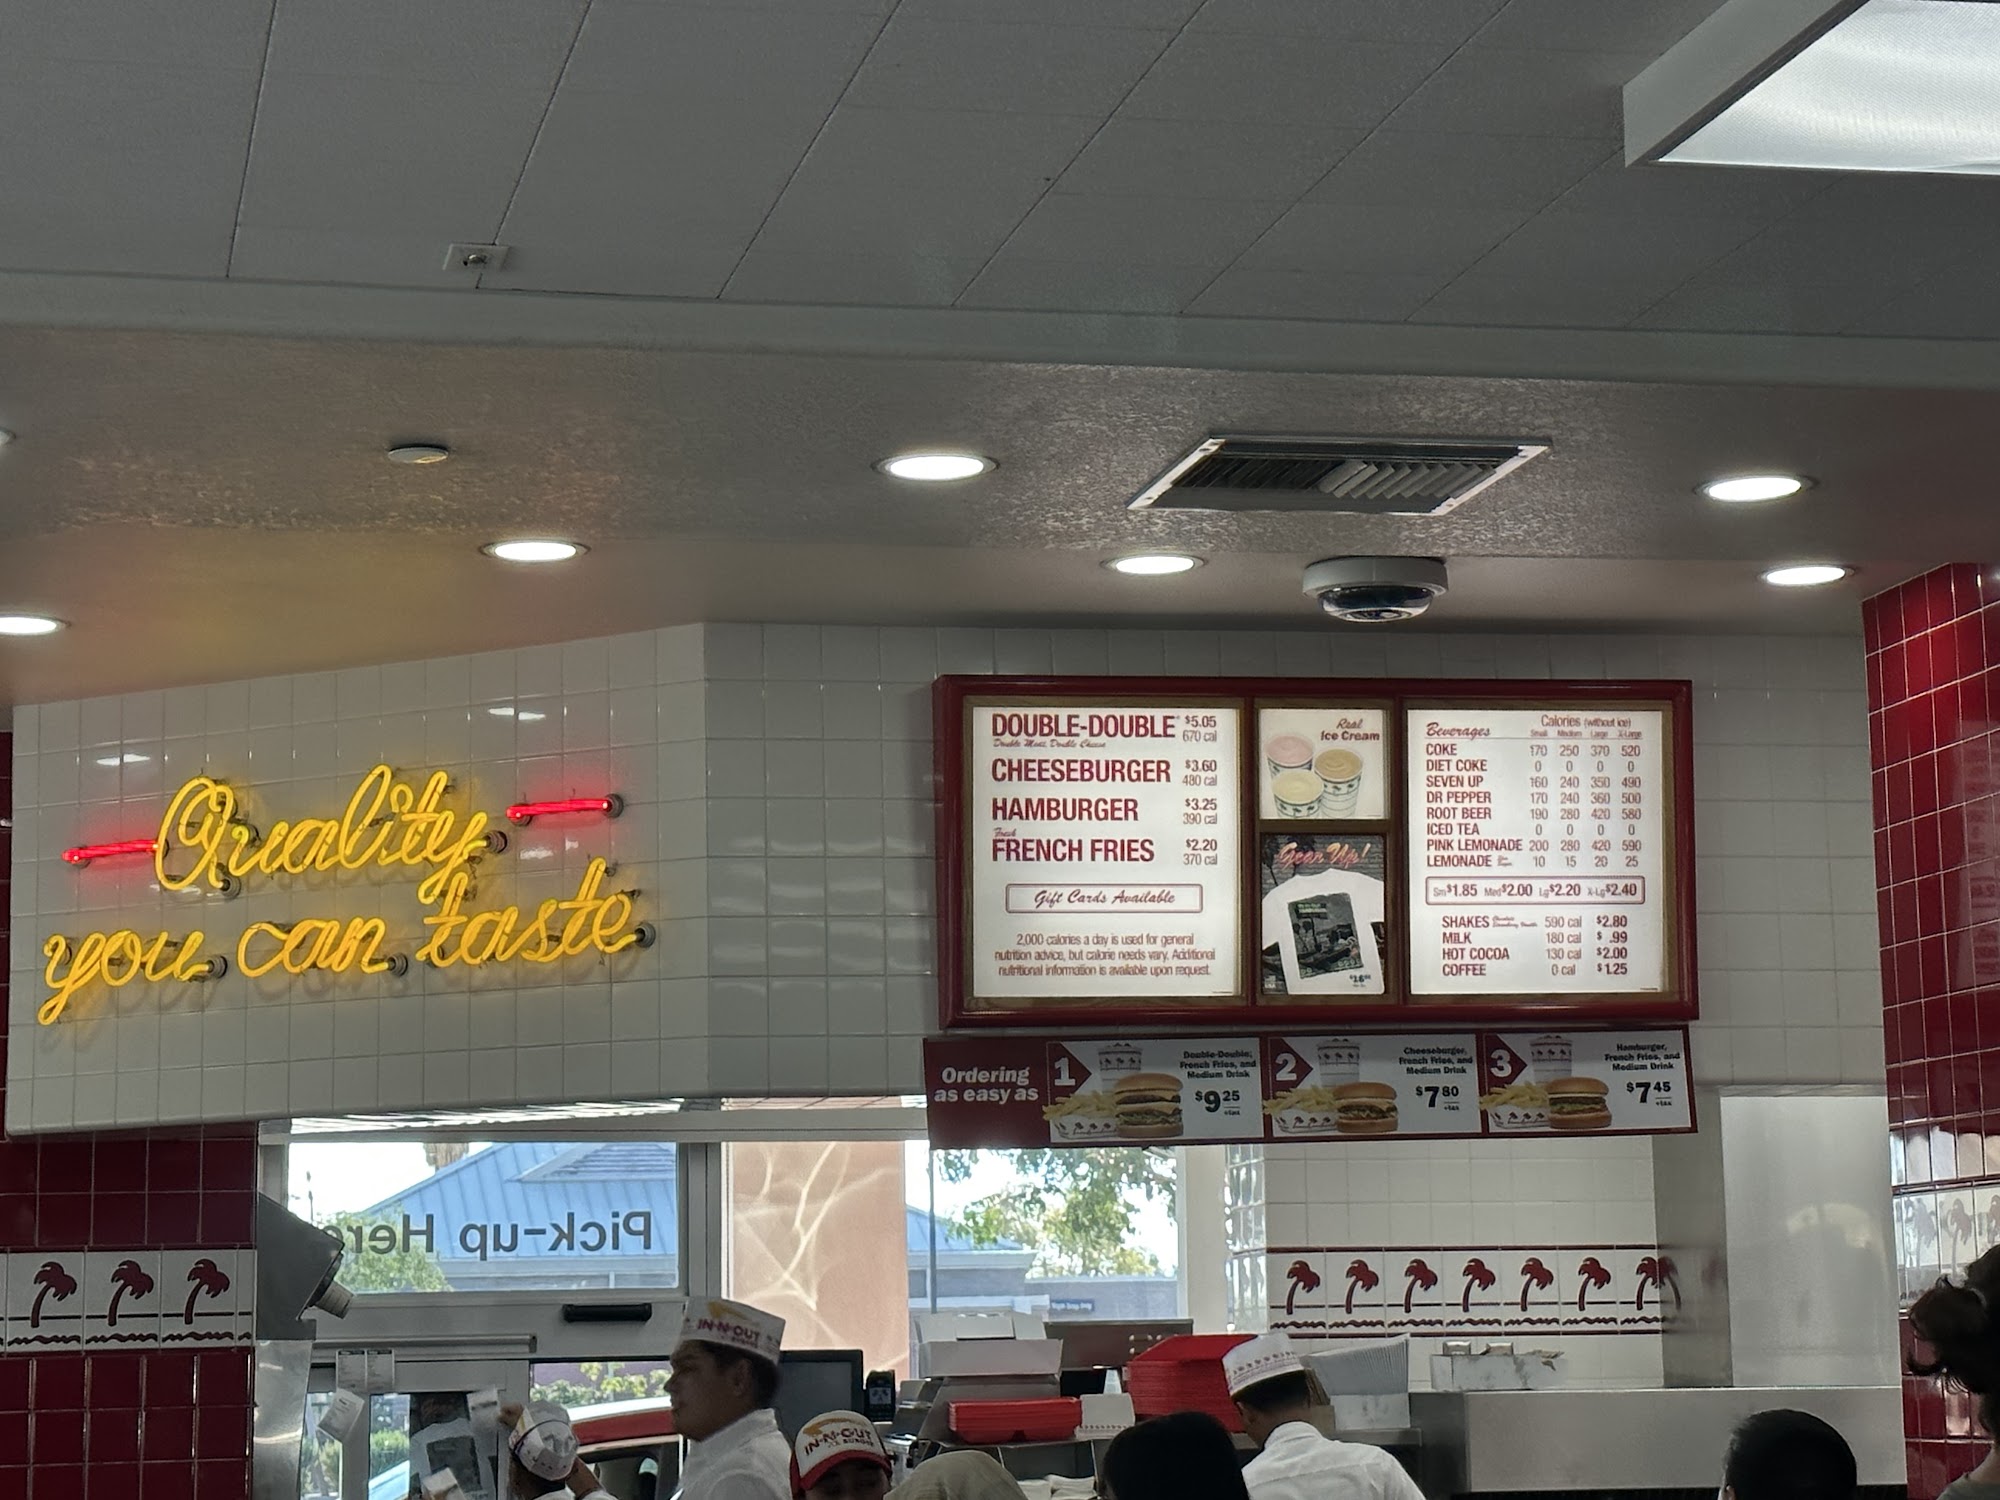 Quality
you can taste
DOUBLE-DOUBLE $5.05
Double Meat, Double Cheese 670 cal
CHEESEBURGER $3.60
480 cal
HAMBURGER $3.25
390 cal
Fresh
FRENCH FRIES $2.20
370 cal
Gift Cards Available
2,000 calories a day is used for general
nutrition advice, but calorie needs vary. Additional
nutritional information is available upon request.
Real
Ice Cream
Gear Up!
Beverages Calories (without ice)
Small Medium Large X-Large
COKE 170 250 370 520
DIET COKE 0 0 0 0
SEVEN UP 160 240 350 490
DR PEPPER 170 240 360 500
ROOT BEER 190 280 420 580
ICED TEA 0 0 0 0
PINK LEMONADE 200 280 420 590
LEMONADE 10 15 20 25
Sm $1.85 Med $2.00 Lg $2.20 X-Lg $2.40
SHAKES Chocolate Strawberry Vanilla 590 cal $2.80
MILK 180 cal $ .99
HOT COCOA 130 cal $2.00
COFFEE 0 cal $1.25
Ordering
as easy as
1
Double-Double,
French Fries, and
Medium Drink
$9 25
+tax
2
Cheeseburger,
French Fries, and
Medium Drink
$7 80
+tax
3
Hamburger,
French Fries, and
Medium Drink
$7 45
+tax
Pick-up Here
IN-N-OUT
IN-N-OUT
BURGER